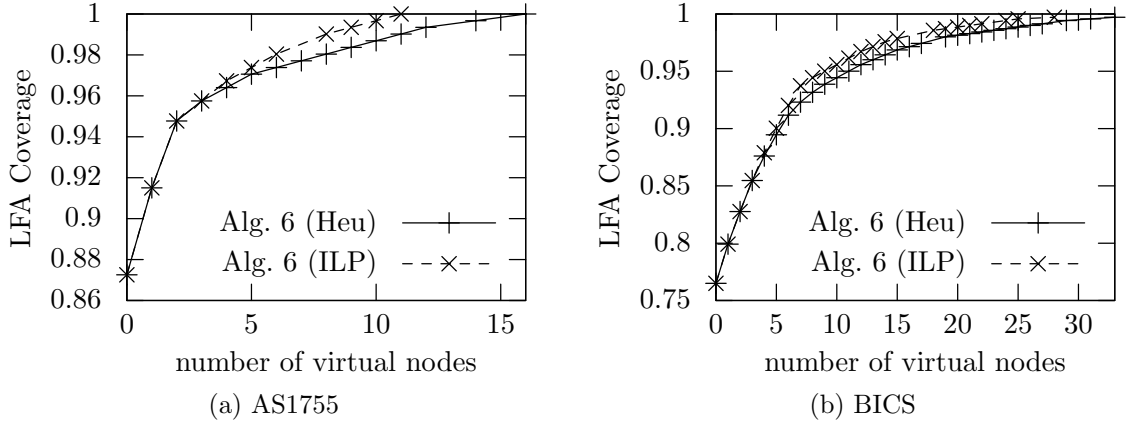 LFA Coverage
1
0.98
0.96
0.94
0.92
0.9
0.88
0.86
Alg. 6 (Heu)
Alg. 6 (ILP)
0 5 10 15
number of virtual nodes
(a) AS1755
LFA Coverage
1
0.95
0.9
0.85
0.8
0.75
Alg. 6 (Heu)
Alg. 6 (ILP)
0 5 10 15 20 25 30
number of virtual nodes
(b) BICS